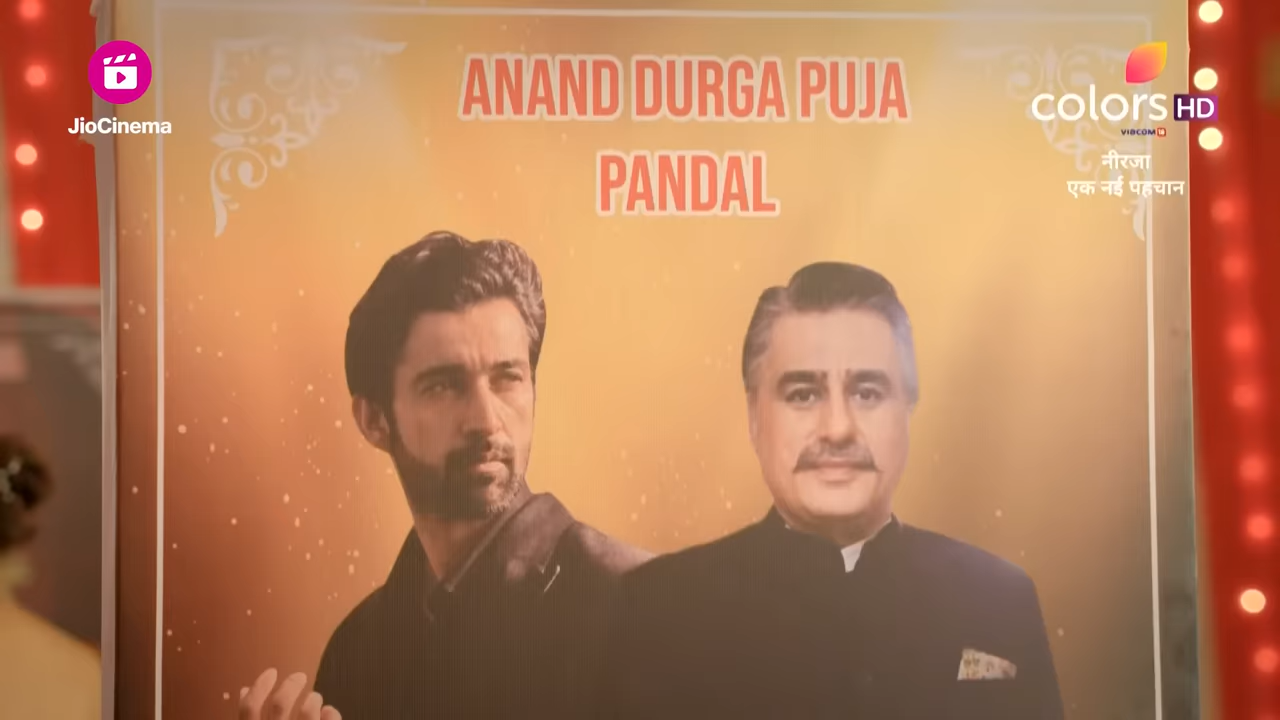 JioCinema
ANAND DURGA PUJA
PANDAL
colors HD
VIACOM18
नीरजा
एक नई पहचान